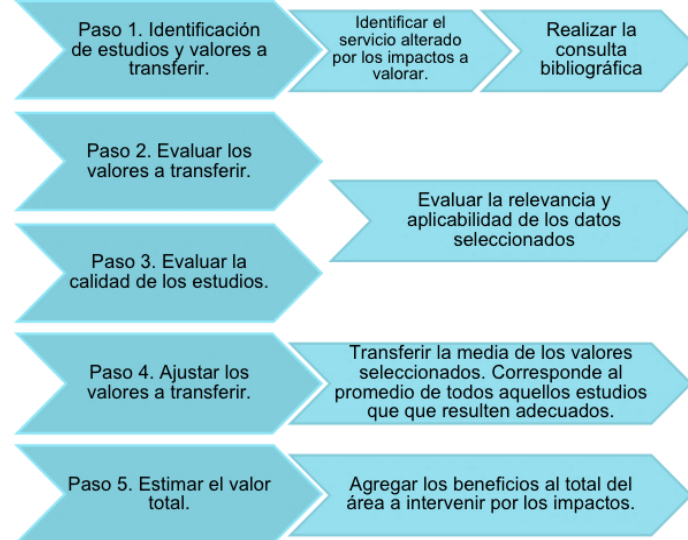 Paso 1. Identificación
de estudios y valores a
transferir.
Identificar el
servicio alterado
por los impactos a
valorar.
Realizar la
consulta
bibliográfica
Paso 2. Evaluar los
valores a transferir.
Evaluar la relevancia y
aplicabilidad de los datos
seleccionados
Paso 3. Evaluar la
calidad de los estudios.
Paso 4. Ajustar los
valores a transferir.
Transferir la media de los valores
seleccionados. Corresponde al
promedio de todos aquellos estudios
que que resulten adecuados.
Paso 5. Estimar el valor
total.
Agregar los beneficios al total del
área a intervenir por los impactos.